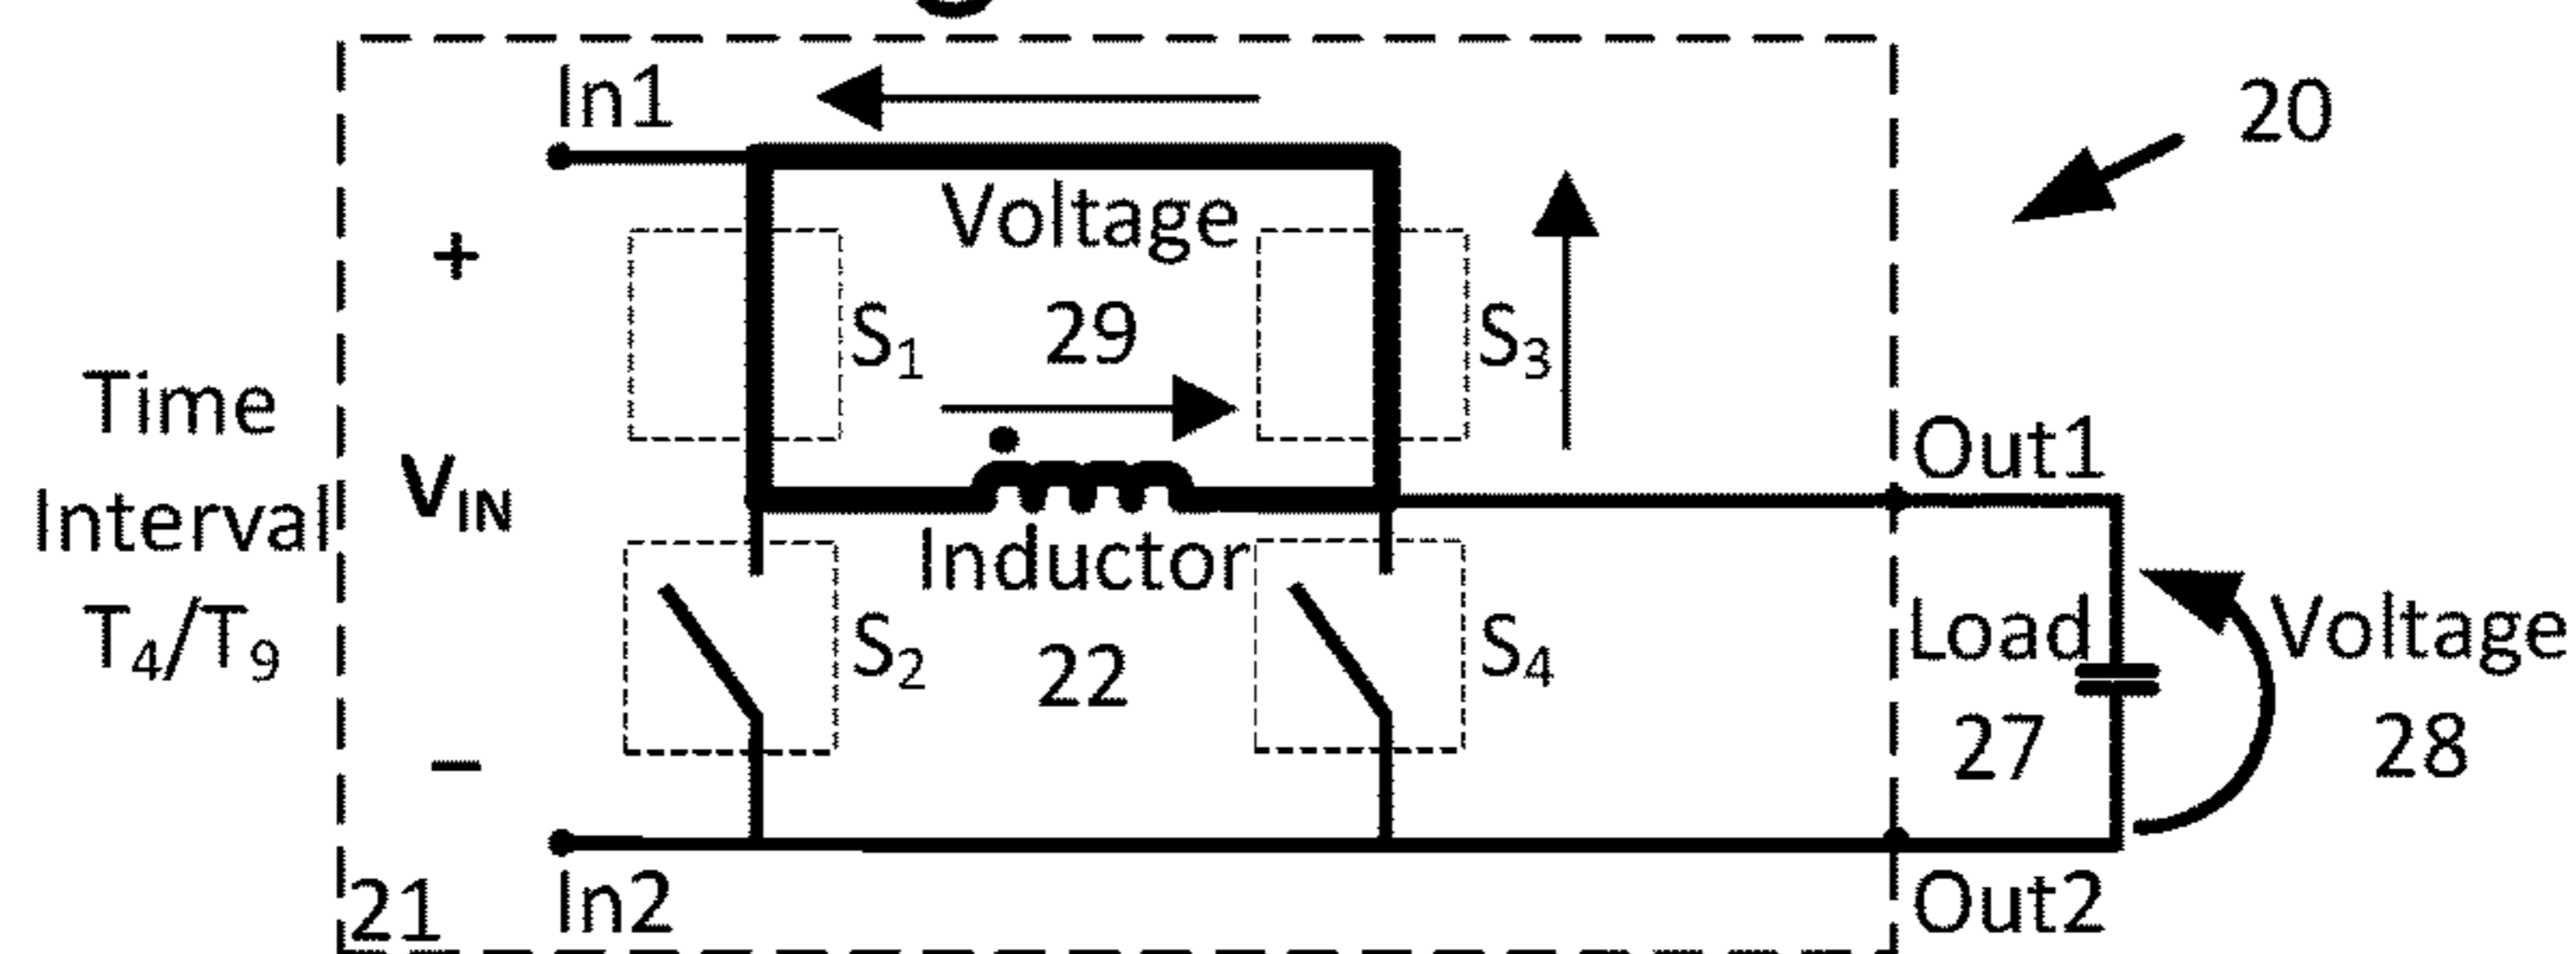 In1
20
Voltage
29
+
S1
S3
Time
Interval
T4/T9
VIN
Out1
Inductor
22
S2
S4
Load
27
Voltage
28
−
21
In2
Out2